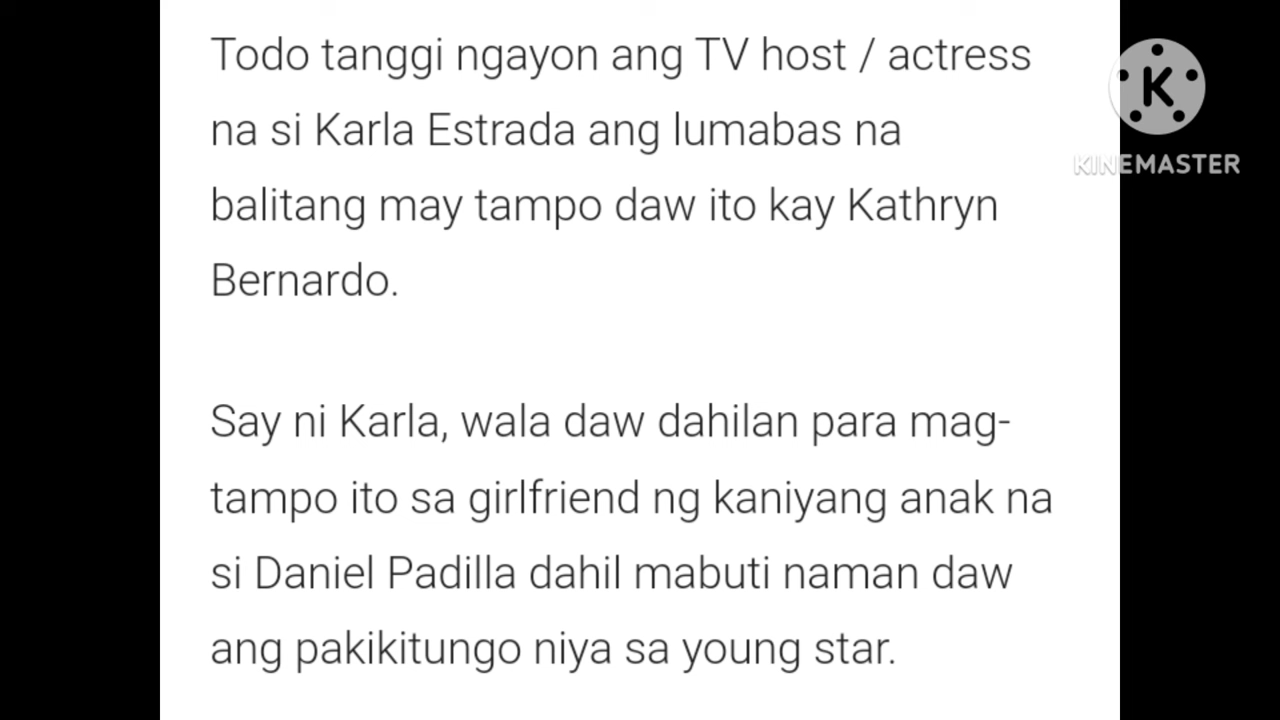 Todo tanggi ngayon ang TV host / actress
na si Karla Estrada ang lumabas na
balitang may tampo daw ito kay Kathryn
Bernardo.
Say ni Karla, wala daw dahilan para mag-
tampo ito sa girlfriend ng kaniyang anak na
si Daniel Padilla dahil mabuti naman daw
ang pakikitungo niya sa young star.
K
KINEMASTER